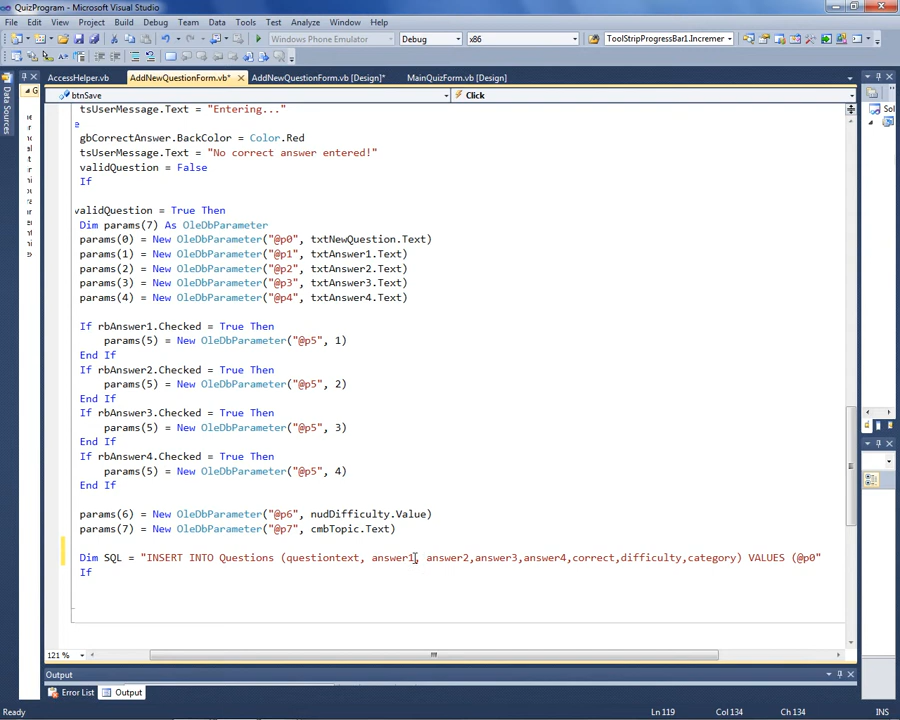 QuizProgram - Microsoft Visual Studio
File Edit View Project Build Debug Team Data Tools Test Analyze Window Help
Windows Phone Emulator Debug x86 ToolStripProgressBar1.Incremer
AccessHelper.vb AddNewQuestionForm.vb* AddNewQuestionForm.vb [Design]* MainQuizForm.vb [Design]
btnSave Click
Data Sources
G
Sol
tsUserMessage.Text = "Entering..."
e
gbCorrectAnswer.BackColor = Color.Red
tsUserMessage.Text = "No correct answer entered!"
validQuestion = False
If
validQuestion = True Then
Dim params(7) As OleDbParameter
params(0) = New OleDbParameter("@p0", txtNewQuestion.Text)
params(1) = New OleDbParameter("@p1", txtAnswer1.Text)
params(2) = New OleDbParameter("@p2", txtAnswer2.Text)
params(3) = New OleDbParameter("@p3", txtAnswer3.Text)
params(4) = New OleDbParameter("@p4", txtAnswer4.Text)
If rbAnswer1.Checked = True Then
params(5) = New OleDbParameter("@p5", 1)
End If
If rbAnswer2.Checked = True Then
params(5) = New OleDbParameter("@p5", 2)
End If
If rbAnswer3.Checked = True Then
params(5) = New OleDbParameter("@p5", 3)
End If
If rbAnswer4.Checked = True Then
params(5) = New OleDbParameter("@p5", 4)
End If
params(6) = New OleDbParameter("@p6", nudDifficulty.Value)
params(7) = New OleDbParameter("@p7", cmbTopic.Text)
Dim SQL = "INSERT INTO Questions (questiontext, answer1, answer2,answer3,answer4,correct,difficulty,category) VALUES (@p0"
If
121 %
Output
Error List Output
Ready Ln 119 Col 134 Ch 134 INS